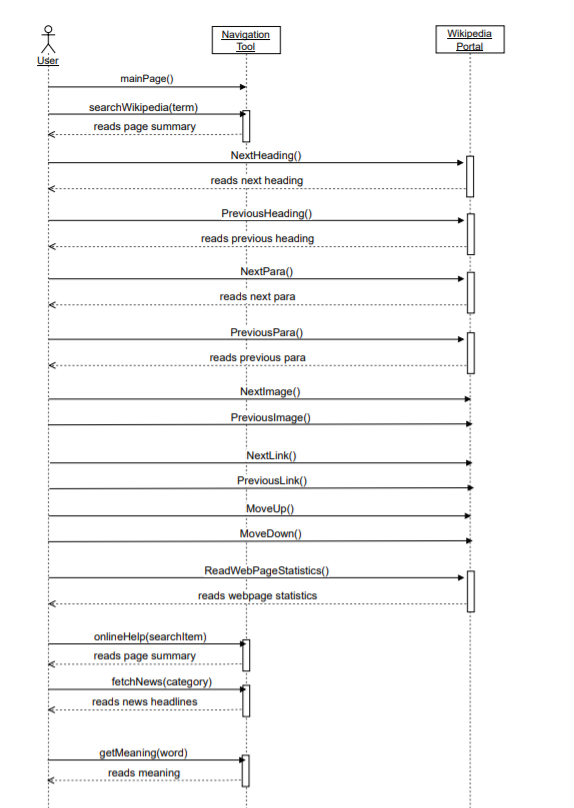 Navigation
Tool
Wikipedia
Portal
User
mainPage()
searchWikipedia(term)
reads page summary
NextHeading()
reads next heading
PreviousHeading()
reads previous heading
NextPara()
reads next para
PreviousPara()
reads previous para
NextImage()
PreviousImage()
NextLink()
PreviousLink()
MoveUp()
MoveDown()
ReadWebPageStatistics()
reads webpage statistics
onlineHelp(searchItem)
reads page summary
fetchNews(category)
reads news headlines
getMeaning(word)
reads meaning